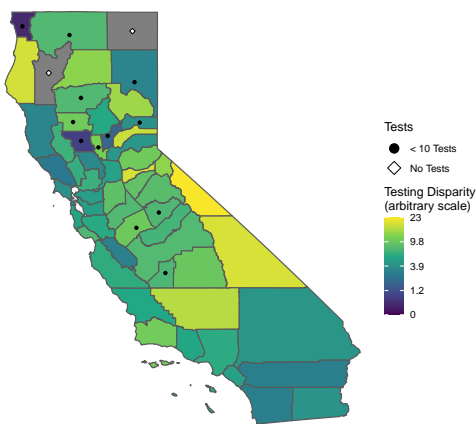 Tests
< 10 Tests
No Tests
Testing Disparity
(arbitrary scale)
23
9.8
3.9
1.2
0